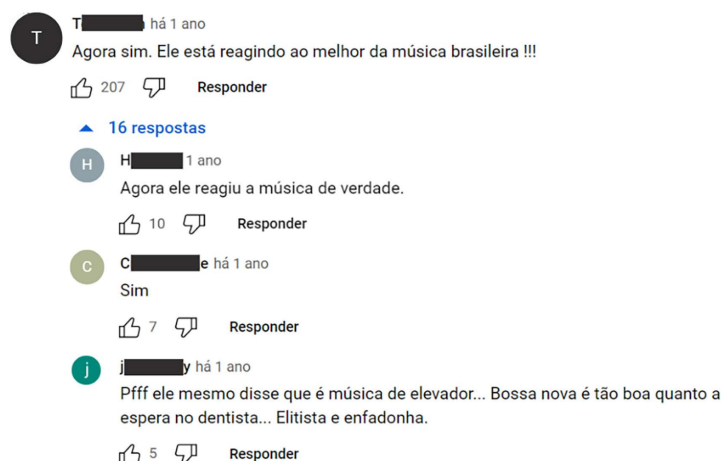 T
T há 1 ano
Agora sim. Ele está reagindo ao melhor da música brasileira !!!
207 Responder
16 respostas
H
H 1 ano
Agora ele reagiu a música de verdade.
10 Responder
C
C e há 1 ano
Sim
7 Responder
j
j y há 1 ano
Pfff ele mesmo disse que é música de elevador... Bossa nova é tão boa quanto a
espera no dentista... Elitista e enfadonha.
5 Responder